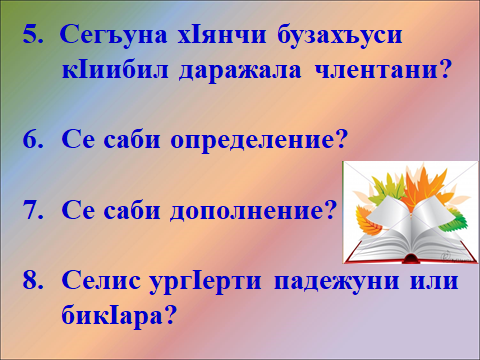 5. Сегъуна хIянчи бузахъуси
кIиибил даражала члентани?
6. Се саби определение?
7. Се саби дополнение?
8. Селис ургIерти падежуни или
бикIара?